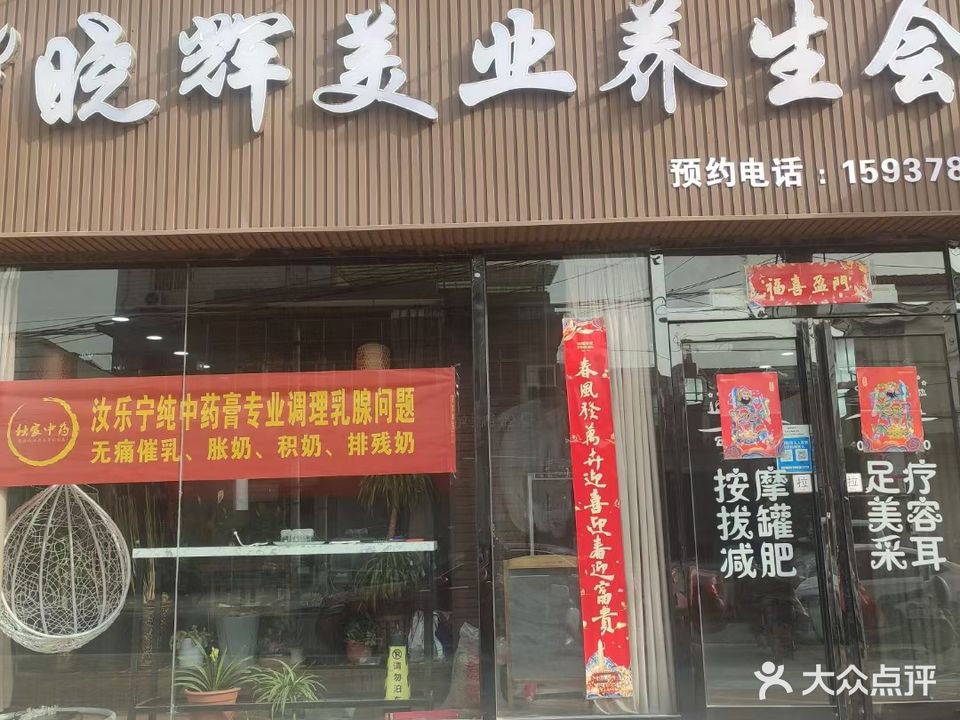 晓辉美业养生会
预约电话：159378
福喜盈門
汝乐宁纯中药膏专业调理乳腺问题
无痛催乳、胀奶、积奶、排残奶
独家中药
春風發萬卉迎喜迎春迎富貴
按摩
拔罐
减肥
足疗
美容
采耳
拉
拉
请勿泊车
大众点评